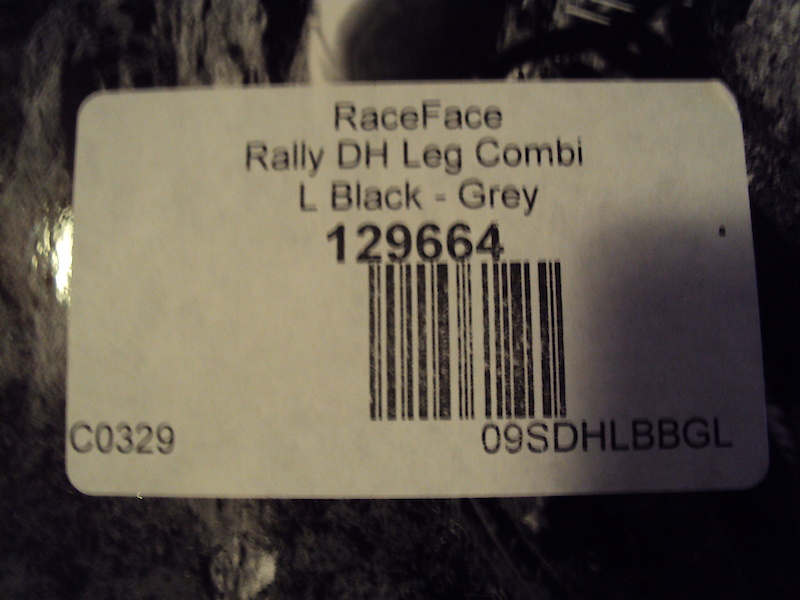 RaceFace
Rally DH Leg Combi
L Black - Grey
129664
C0329
09SDHLBBGL